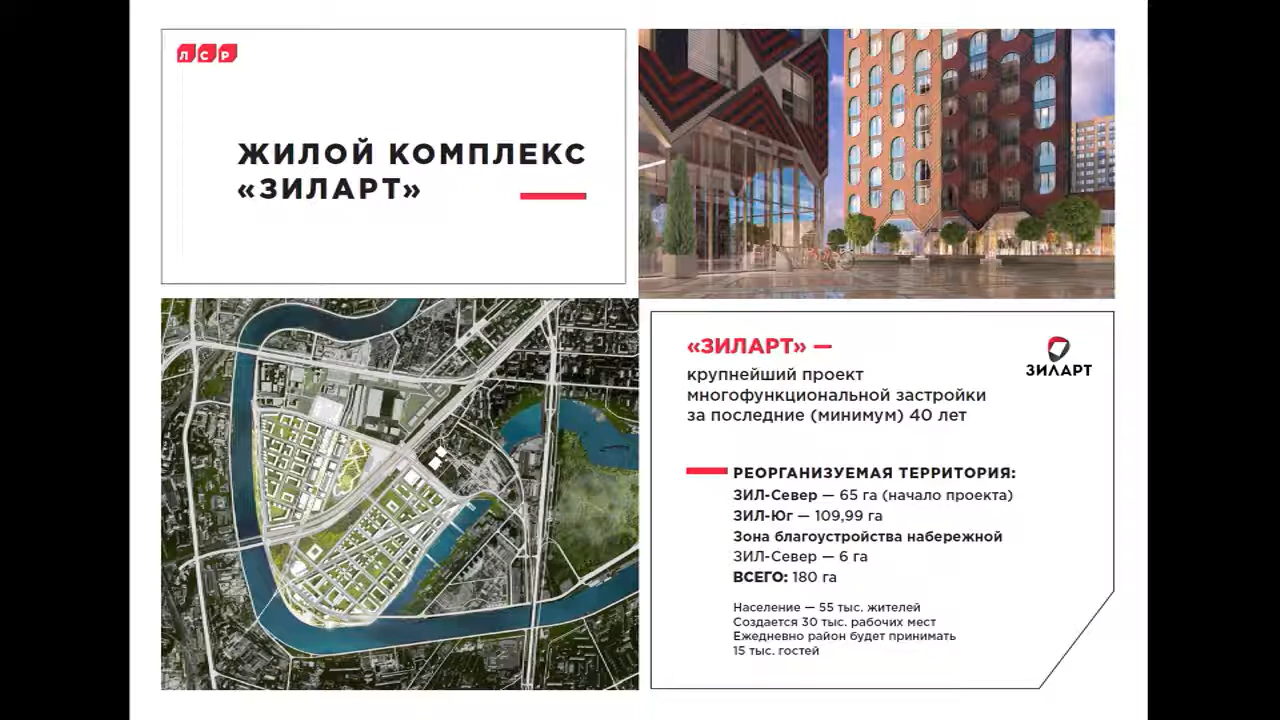 ЛСР
ЖИЛОЙ КОМПЛЕКС
«ЗИЛАРТ»
«ЗИЛАРТ» —
крупнейший проект
многофункциональной застройки
за последние (минимум) 40 лет
ЗИЛАРТ
РЕОРГАНИЗУЕМАЯ ТЕРРИТОРИЯ:
ЗИЛ-Север — 65 га (начало проекта)
ЗИЛ-Юг — 109,99 га
Зона благоустройства набережной
ЗИЛ-Север — 6 га
ВСЕГО: 180 га
Население — 55 тыс. жителей
Создается 30 тыс. рабочих мест
Ежедневно район будет принимать
15 тыс. гостей